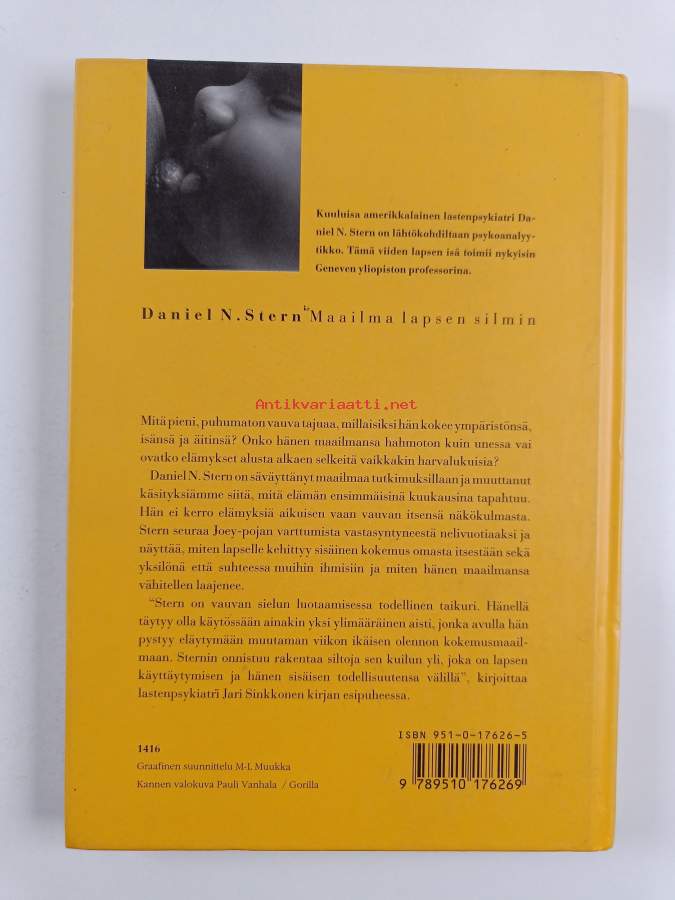 Kuuluisa amerikkalainen lastenpsykiatri Da-
niel N. Stern on lähtökohdiltaan psykoanalyy-
tikko. Tämä viiden lapsen isä toimii nykyisin
Geneven yliopiston professorina.
Daniel N. Stern Maailma lapsen silmin
Antikvariaatti.net
Mitä pieni, puhumaton vauva tajuaa, millaisiksi hän kokee ympäristönsä,
isänsä ja äitinsä? Onko hänen maailmansa hahmoton kuin unessa vai
ovatko elämykset alusta alkaen selkeitä vaikkakin harvalukuisia?
Daniel N. Stern on säväyttänyt maailmaa tutkimuksillaan ja muuttanut
käsityksiämme siitä, mitä elämän ensimmäisinä kuukausina tapahtuu.
Hän ei kerro elämyksiä aikuisen vaan vauvan itsensä näkökulmasta.
Stern seuraa Joey-pojan varttumista vastasyntyneestä nelivuotiaaksi ja
näyttää, miten lapselle kehittyy sisäinen kokemus omasta itsestään sekä
yksilönä että suhteessa muihin ihmisiin ja miten hänen maailmansa
vähitellen laajenee.
"Stern on vauvan sielun luotaamisessa todellinen taikuri. Hänellä
täytyy olla käytössään ainakin yksi ylimääräinen aisti, jonka avulla hän
pystyy eläytymään muutaman viikon ikäisen olennon kokemusmaail-
maan. Sternin onnistuu rakentaa siltoja sen kuilun yli, joka on lapsen
käyttäytymisen ja hänen sisäisen todellisuutensa välillä", kirjoittaa
lastenpsykiatri Jari Sinkkonen kirjan esipuheessa.
ISBN 951-0-17626-5
1416
Graafinen suunnittelu M-L Muukka
Kannen valokuva Pauli Vanhala / Gorilla
9 789510 176269